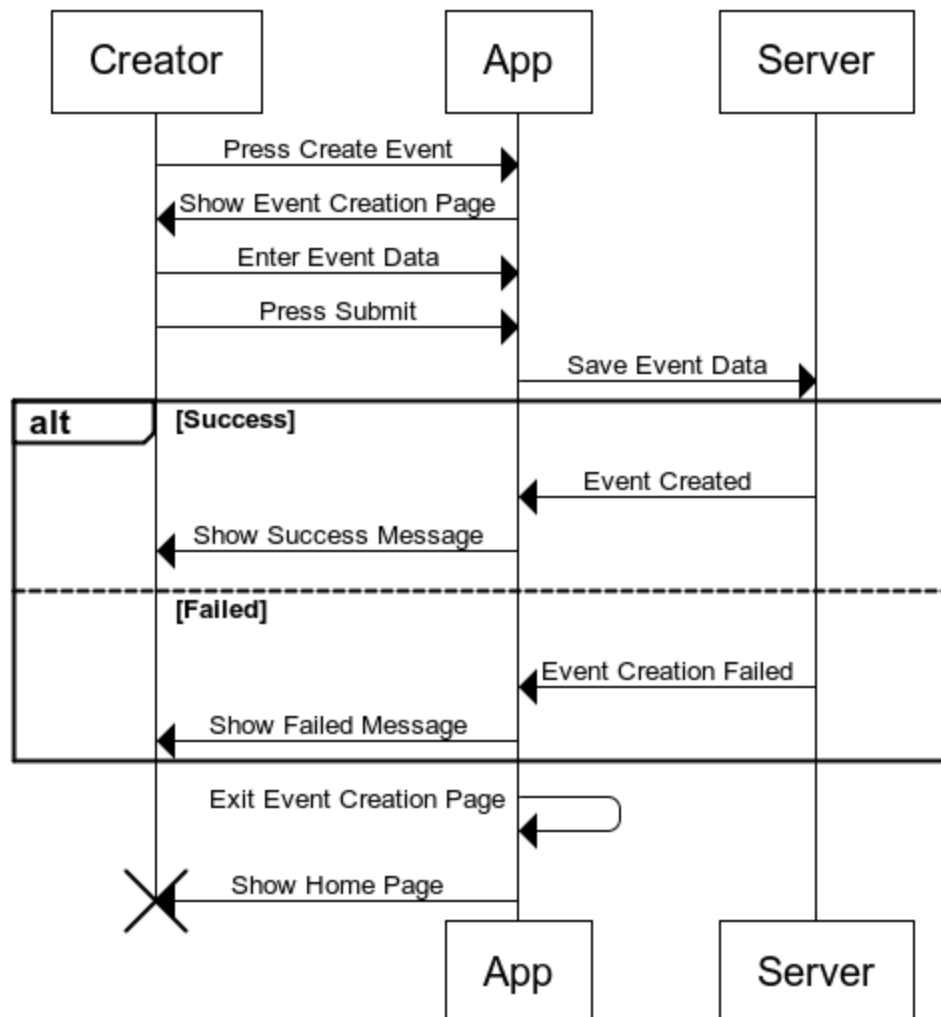 Creator
App
Server
Press Create Event
Show Event Creation Page
Enter Event Data
Press Submit
Save Event Data
alt
[Success]
Event Created
Show Success Message
[Failed]
Event Creation Failed
Show Failed Message
Exit Event Creation Page
Show Home Page
App
Server